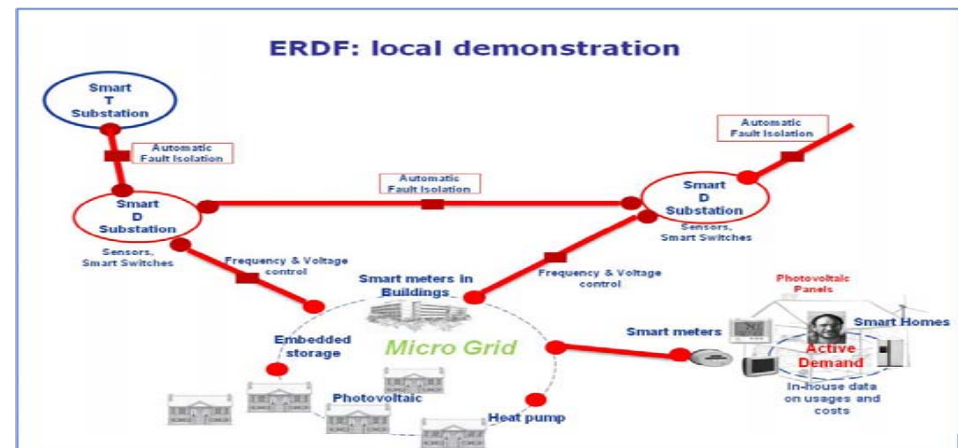 ERDF: local demonstration
Smart
T
Substation
Automatic
Fault Isolation
Automatic
Fault Isolation
Automatic
Fault Isolation
Smart
D
Substation
Sensors,
Smart Switches
Smart
D
Substation
Sensors,
Smart Switches
Frequency & Voltage
control
Smart meters in
Buildings
Frequency & Voltage
control
Photovoltaic
Panels
Smart meters
Smart Homes
Embedded
storage
Micro Grid
Active
Demand
In-house data
on usages and
costs
Photovoltaic
Heat pump